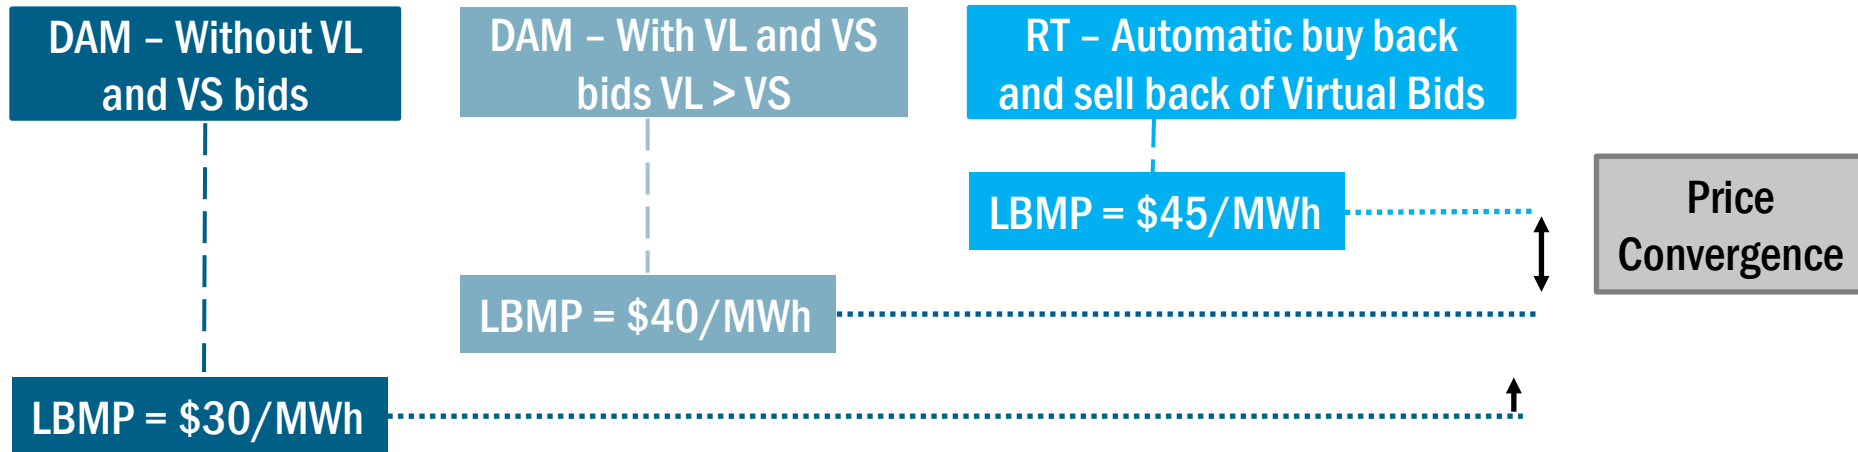 DAM – Without VL
and VS bids
DAM – With VL and VS
bids VL > VS
RT – Automatic buy back
and sell back of Virtual Bids
LBMP = $45/MWh
Price
Convergence
LBMP = $40/MWh
LBMP = $30/MWh